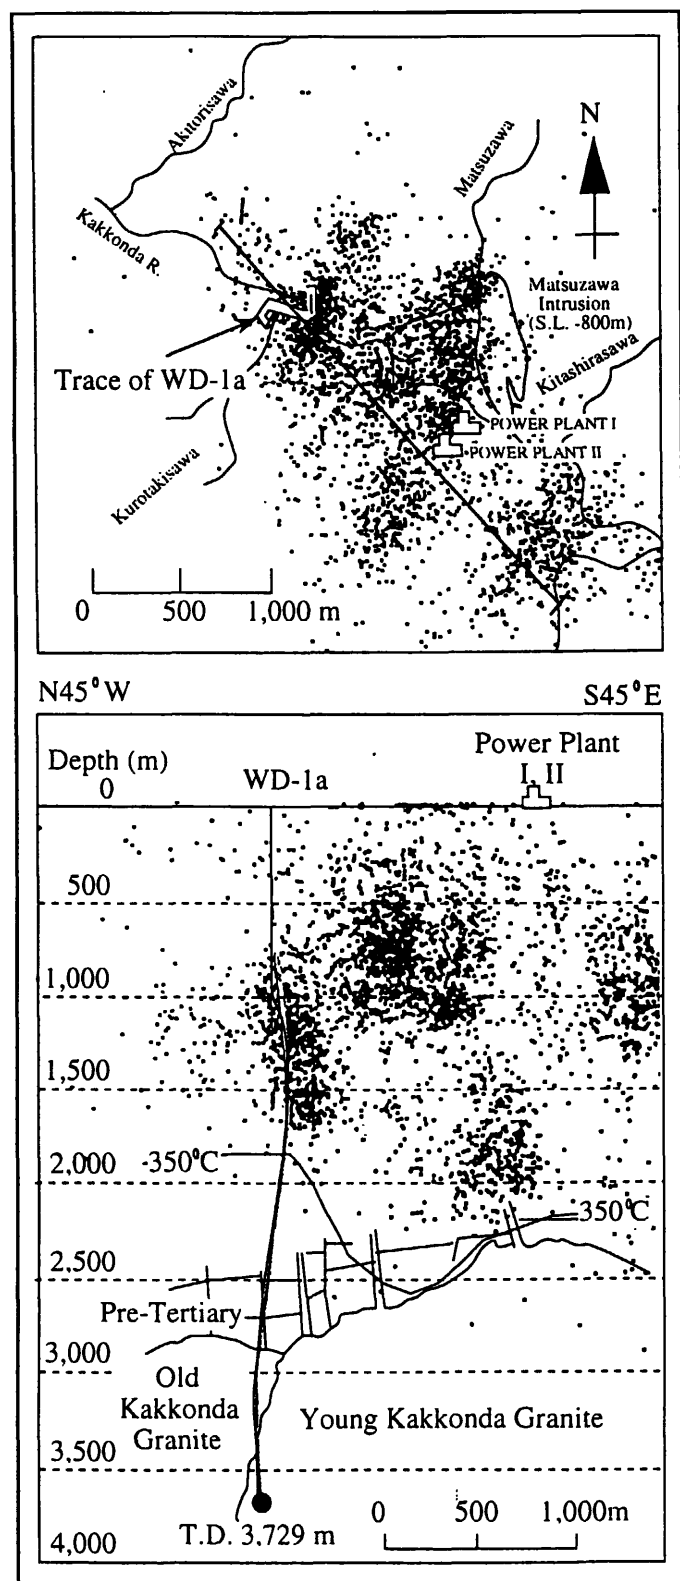 Akitorisawa
Matsuzawa
N
Kakkonda R.
Matsuzawa
Intrusion
(S.L. -800m)
Kitashirasawa
Trace of WD-1a
POWER PLANT I
POWER PLANT II
Kurotakisawa
0 500 1,000 m
N45°W S45°E
Depth (m) WD-1a Power Plant
I, II
0
500
1,000
1,500
-350°C
2,000
350°C
2,500
Pre-Tertiary
3,000
Old
Kakkonda
Granite
Young Kakkonda Granite
3,500
T.D. 3,729 m
0 500 1,000m
4,000